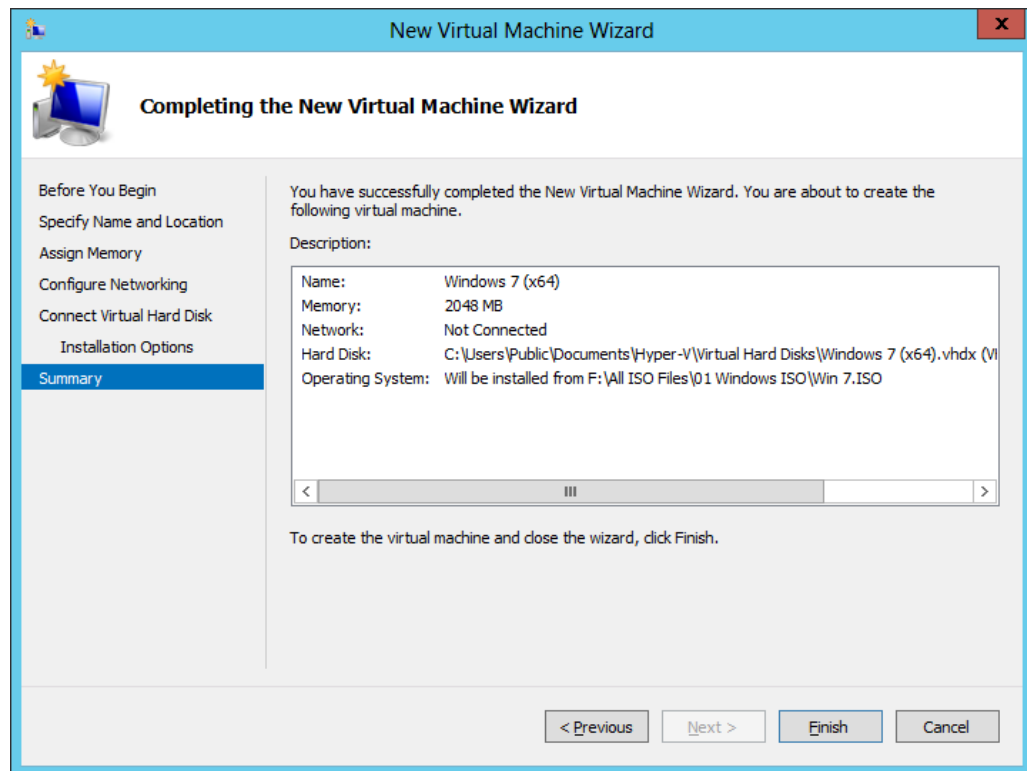 New Virtual Machine Wizard
x
Completing the New Virtual Machine Wizard
Before You Begin
Specify Name and Location
Assign Memory
Configure Networking
Connect Virtual Hard Disk
Installation Options
Summary
You have successfully completed the New Virtual Machine Wizard. You are about to create the
following virtual machine.
Description:
Name: Windows 7 (x64)
Memory: 2048 MB
Network: Not Connected
Hard Disk: C:\Users\Public\Documents\Hyper-V\Virtual Hard Disks\Windows 7 (x64).vhdx
Operating System: Will be installed from F:\All ISO Files\01 Windows ISO\Win 7.ISO
To create the virtual machine and close the wizard, click Finish.
< Previous Next > Finish Cancel